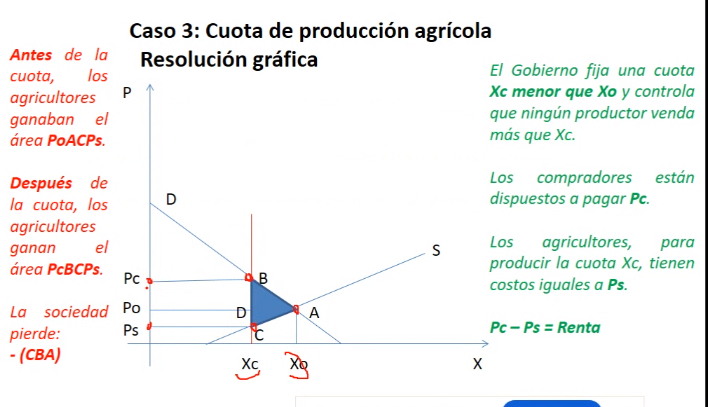 Caso 3: Cuota de producción agrícola
Resolución gráfica
Antes de la
cuota, los
agricultores
ganaban el
área PoACPs.
Después de
la cuota, los
agricultores
ganan el
área PcBCPs.
La sociedad
pierde:
- (CBA)
P
D
S
Pc
B
Po
D
A
Ps
C
Xc
Xo
X
El Gobierno fija una cuota
Xc menor que Xo y controla
que ningún productor venda
más que Xc.
Los compradores están
dispuestos a pagar Pc.
Los agricultores, para
producir la cuota Xc, tienen
costos iguales a Ps.
Pc – Ps = Renta